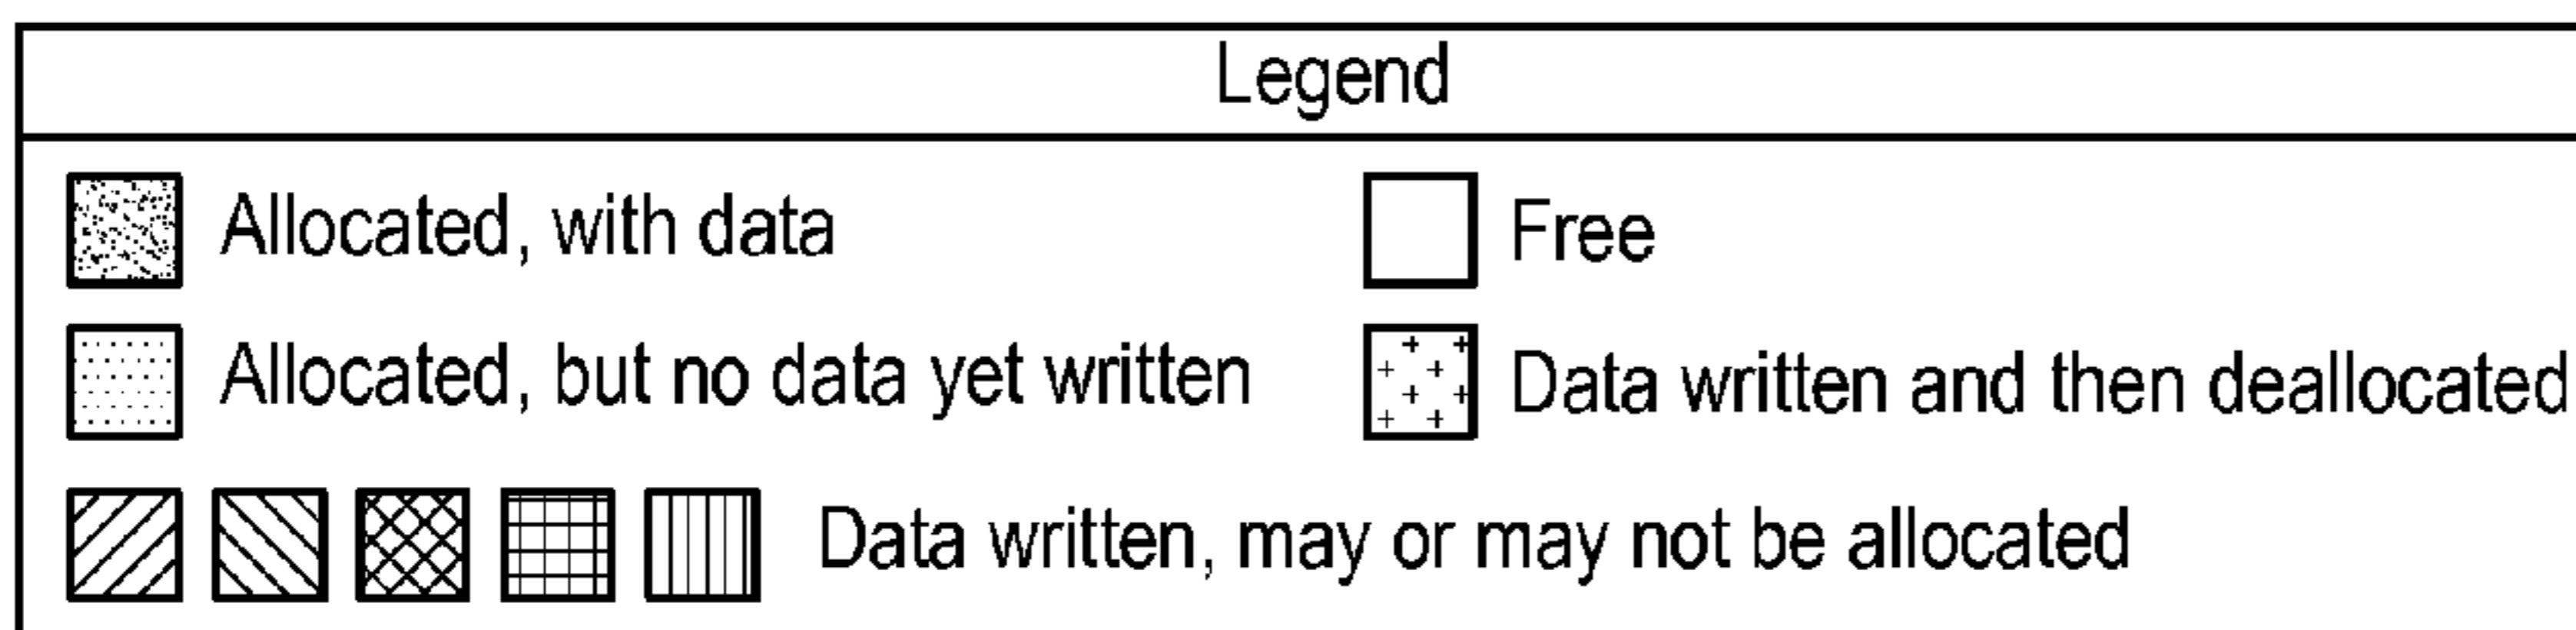 Legend
Allocated, with data
Free
Allocated, but no data yet written
Data written and then deallocated
Data written, may or may not be allocated